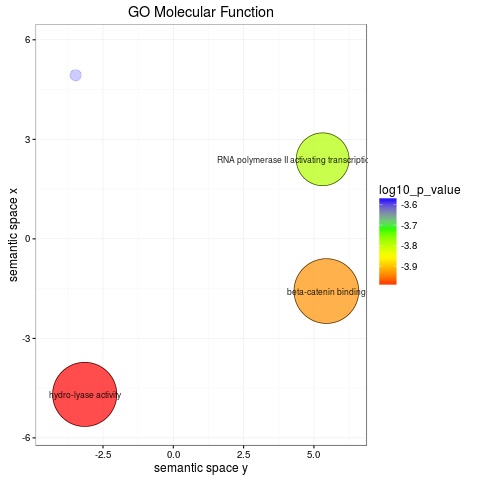 GO Molecular Function
6
3
0
-3
-6
semantic space x
RNA polymerase II activating transcriptic
beta-catenin binding
hydro-lyase activity
-2.5
0.0
2.5
5.0
semantic space y
log10_p_value
-3.6
-3.7
-3.8
-3.9